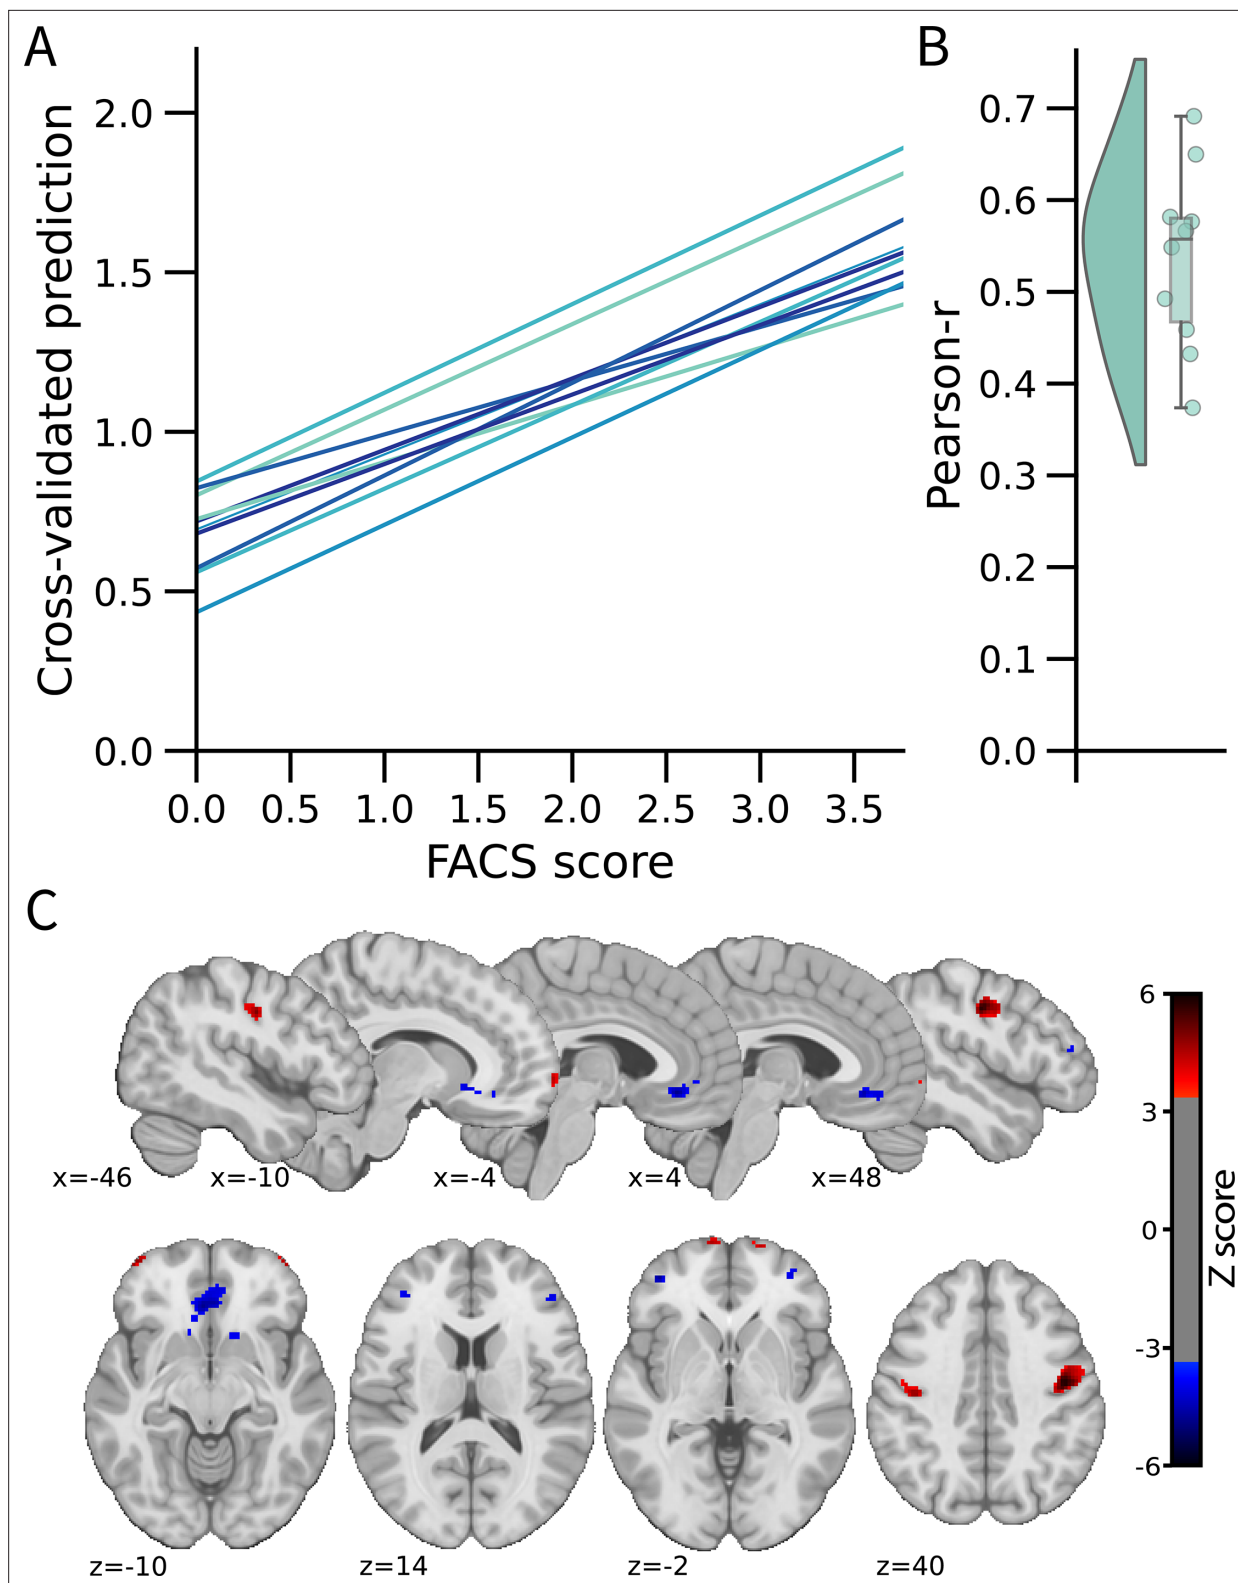 A
B
Cross-validated prediction
2.0
1.5
1.0
0.5
0.0
0.0 0.5 1.0 1.5 2.0 2.5 3.0 3.5
FACS score
Pearson-r
0.7
0.6
0.5
0.4
0.3
0.2
0.1
0.0
C
x=-46 x=-10 x=-4 x=4 x=48
z=-10 z=14 z=-2 z=40
6
3
0
-3
-6
Z score